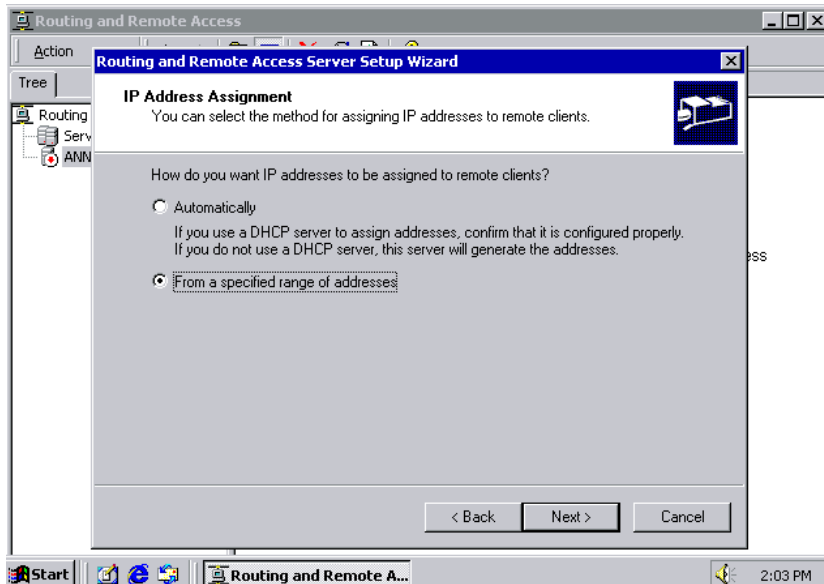 Routing and Remote Access
Action
Routing and Remote Access Server Setup Wizard
Tree
IP Address Assignment
You can select the method for assigning IP addresses to remote clients.
Routing
Serv
ANN
How do you want IP addresses to be assigned to remote clients?
Automatically
If you use a DHCP server to assign addresses, confirm that it is configured properly.
If you do not use a DHCP server, this server will generate the addresses.
ess
From a specified range of addresses
< Back
Next >
Cancel
Start
Routing and Remote A...
2:03 PM